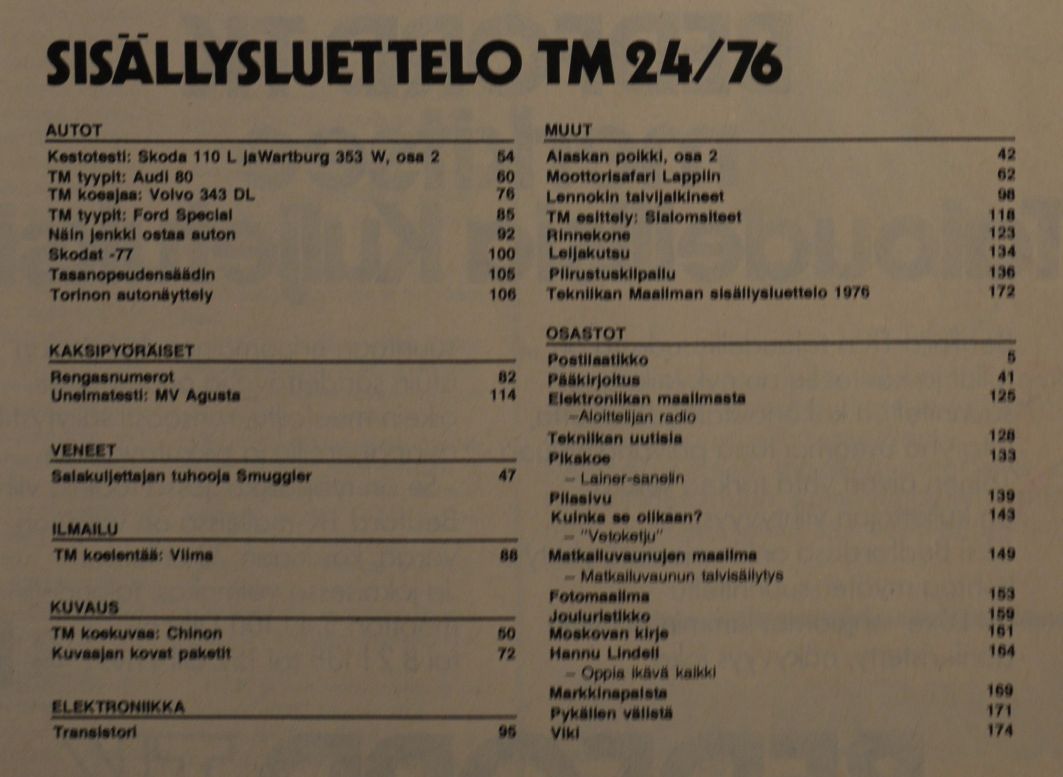 SISÄLLYSLUETTELO TM 24/76
AUTOT
Kestotesti: Skoda 110 L jaWartburg 353 W, osa 2 54
TM tyypit: Audi 80 60
TM koeajaa: Volvo 343 DL 76
TM tyypit: Ford Special 85
Näin jenkki ostaa auton 92
Skodat -77 100
Tasanopeudensäädin 105
Torinon autonäyttely 106
KAKSIPYÖRÄISET
Rengasnumerot 82
Unelmatesti: MV Agusta 114
VENEET
Salakuljettajan tuhooja Smuggler 47
ILMAILU
TM koelentää: Viima 88
KUVAUS
TM koekuvaa: Chinon 50
Kuvaajan kovat paketit 72
ELEKTRONIIKKA
Transistori 95
MUUT
Alaskan poikki, osa 2 42
Moottorisafari Lappiin 62
Lennokin talvijalkineet 98
TM esittely: Slalomsiteet 118
Rinnekone 123
Leijakutsu 134
Piirustuskilpailu 136
Tekniikan Maailman sisällysluettelo 1976 172
OSASTOT
Postilaatikko 5
Pääkirjoitus 41
Elektroniikan maailmasta 125
–Aloittelijan radio
Tekniikan uutisia 128
Pikakoe 133
– Lainer-sanelin
Pilasivu 139
Kuinka se olikaan? 143
– "Vetoketju"
Matkailuvaunujen maailma 149
– Matkailuvaunun talvisäilytys
Fotomaailma 153
Jouluristikko 159
Moskovan kirje 161
Hannu Lindell 164
– Oppia ikävä kaikki
Markkinapaista 169
Pykälien välistä 171
Viki 174